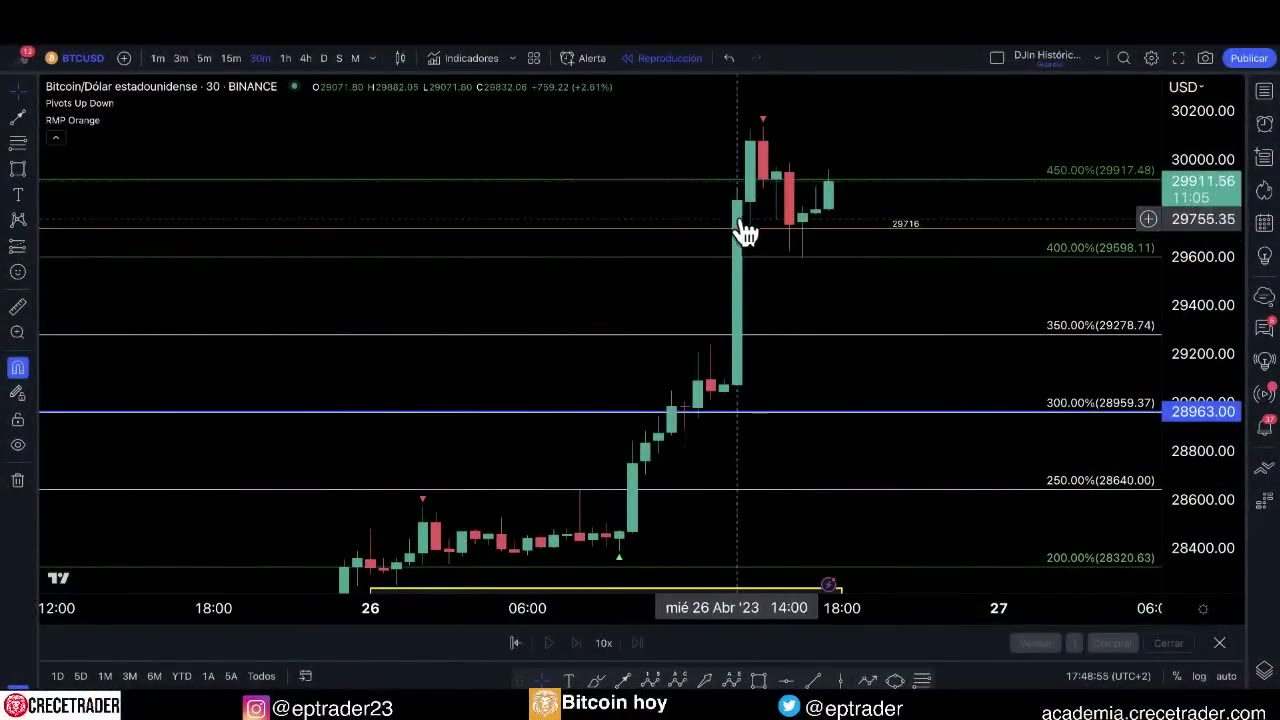 12
BTCUSD 1m 3m 5m 15m 30m 1h 4h D S M Indicadores Alerta Reproducción DJin Históric... Guardar Publicar
Bitcoin/Dólar estadounidense · 30 · BINANCE O29071.80 H29882.06 L29071.60 C29832.06 +759.22 (+2.61%) USD
Pivots Up Down
RMP Orange
30200.00
30000.00
450.00%(29917.48)
29911.56
11:05
29716
29755.35
400.00%(29598.11)
29600.00
29400.00
350.00%(29278.74)
29200.00
300.00%(28959.37)
28963.00
28800.00
250.00%(28640.00)
28600.00
28400.00
200.00%(28320.63)
12:00 18:00 26 06:00 mié 26 Abr '23 14:00 18:00 27
10x Vender 1 Comprar Cerrar
1D 5D 1M 3M 6M YTD 1A 5A Todos 17:48:55 (UTC+2) % log auto
CRECETRADER @eptrader23 Bitcoin hoy @eptrader academia.crecetrader.com